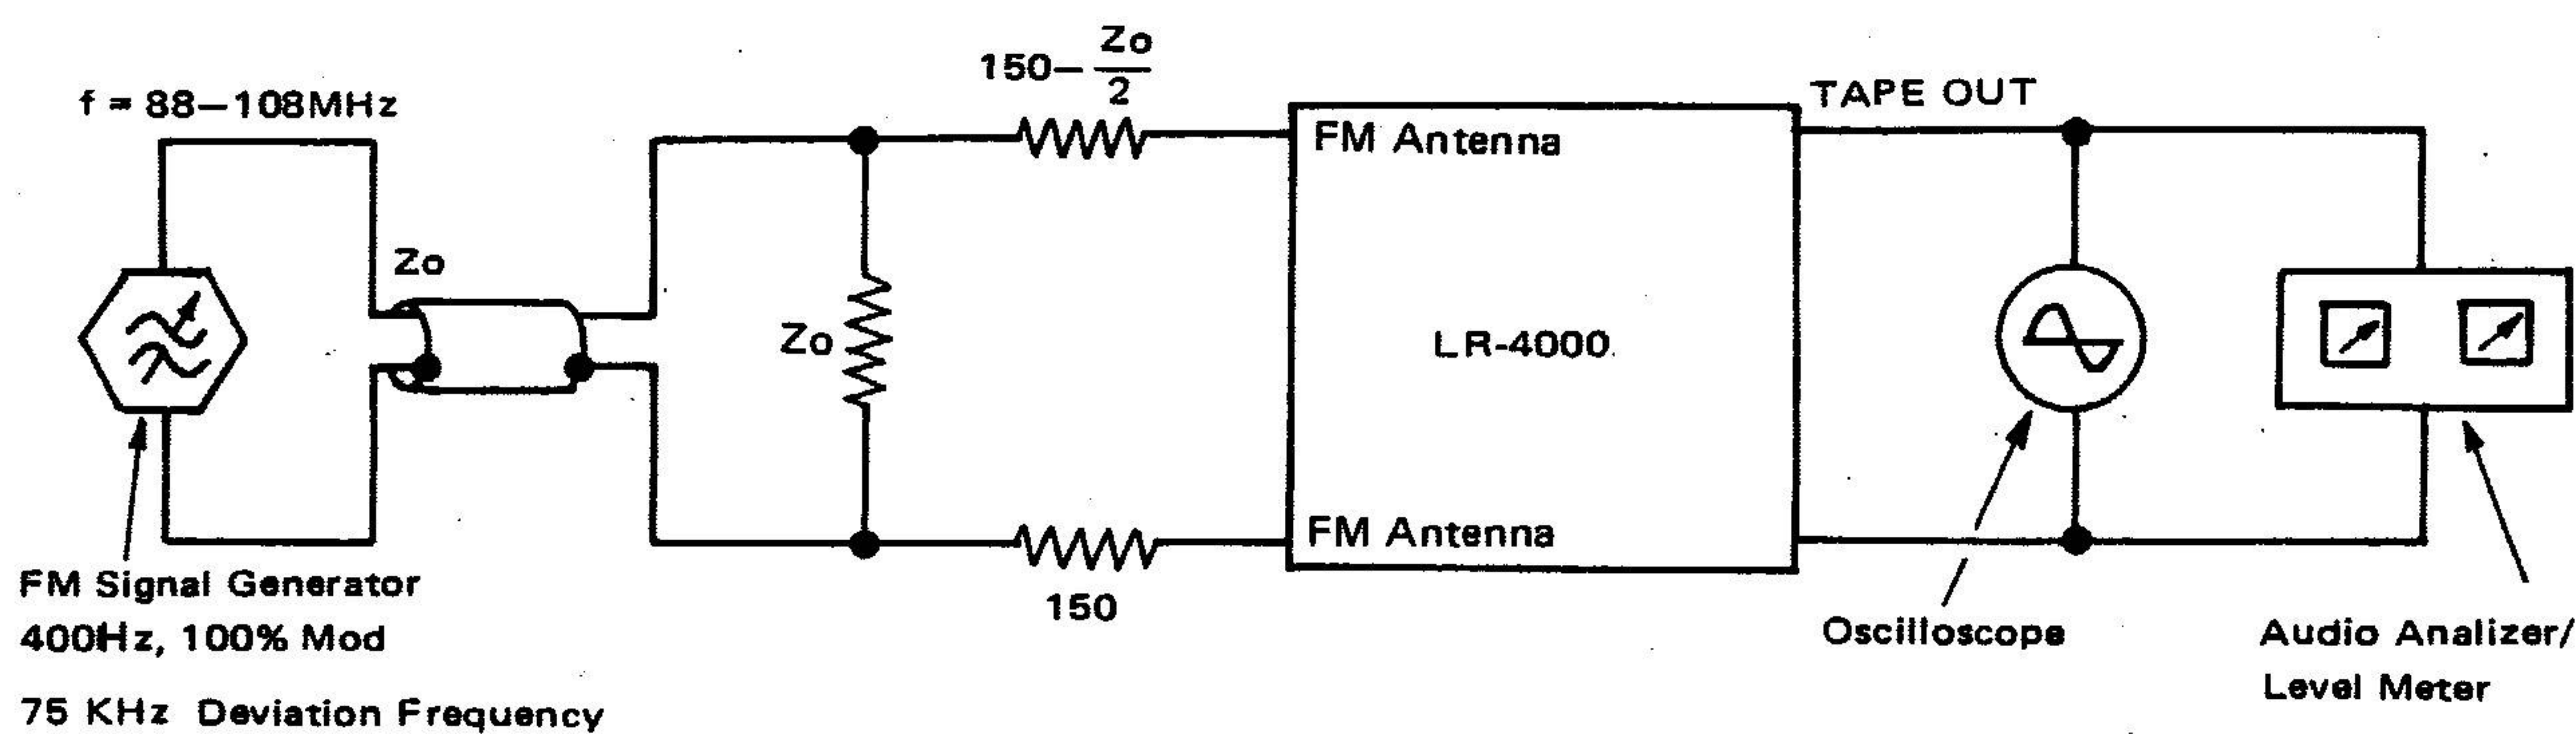 f = 88–108MHz
Zo
150– Zo
2
Zo
150
FM Antenna
FM Antenna
LR-4000
TAPE OUT
FM Signal Generator
400Hz, 100% Mod
75 KHz Deviation Frequency
Oscilloscope
Audio Analizer/
Level Meter